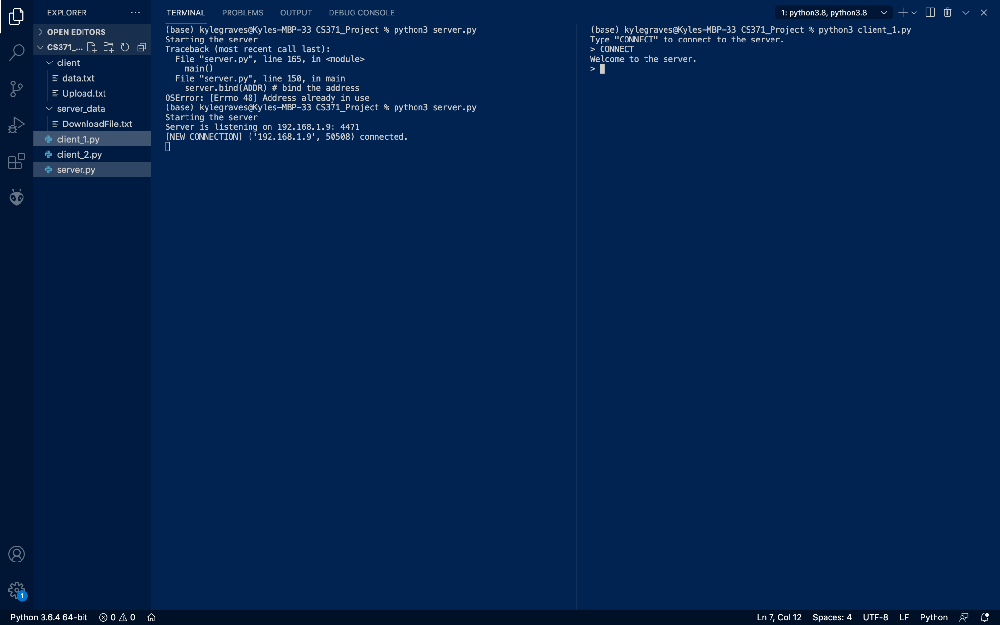 EXPLORER
OPEN EDITORS
CS371_...
client
data.txt
Upload.txt
server_data
DownloadFile.txt
client_1.py
client_2.py
server.py
1
TERMINAL PROBLEMS OUTPUT DEBUG CONSOLE
1: python3.8, python3.8
(base) kylegraves@Kyles-MBP-33 CS371_Project % python3 server.py
Starting the server
Traceback (most recent call last):
  File "server.py", line 165, in <module>
    main()
  File "server.py", line 150, in main
    server.bind(ADDR) # bind the address
OSError: [Errno 48] Address already in use
(base) kylegraves@Kyles-MBP-33 CS371_Project % python3 server.py
Starting the server
Server is listening on 192.168.1.9: 4471
[NEW CONNECTION] ('192.168.1.9', 50508) connected.
(base) kylegraves@Kyles-MBP-33 CS371_Project % python3 client_1.py
Type "CONNECT" to connect to the server.
> CONNECT
Welcome to the server.
>
Python 3.6.4 64-bit 0 0 Ln 7, Col 12 Spaces: 4 UTF-8 LF Python